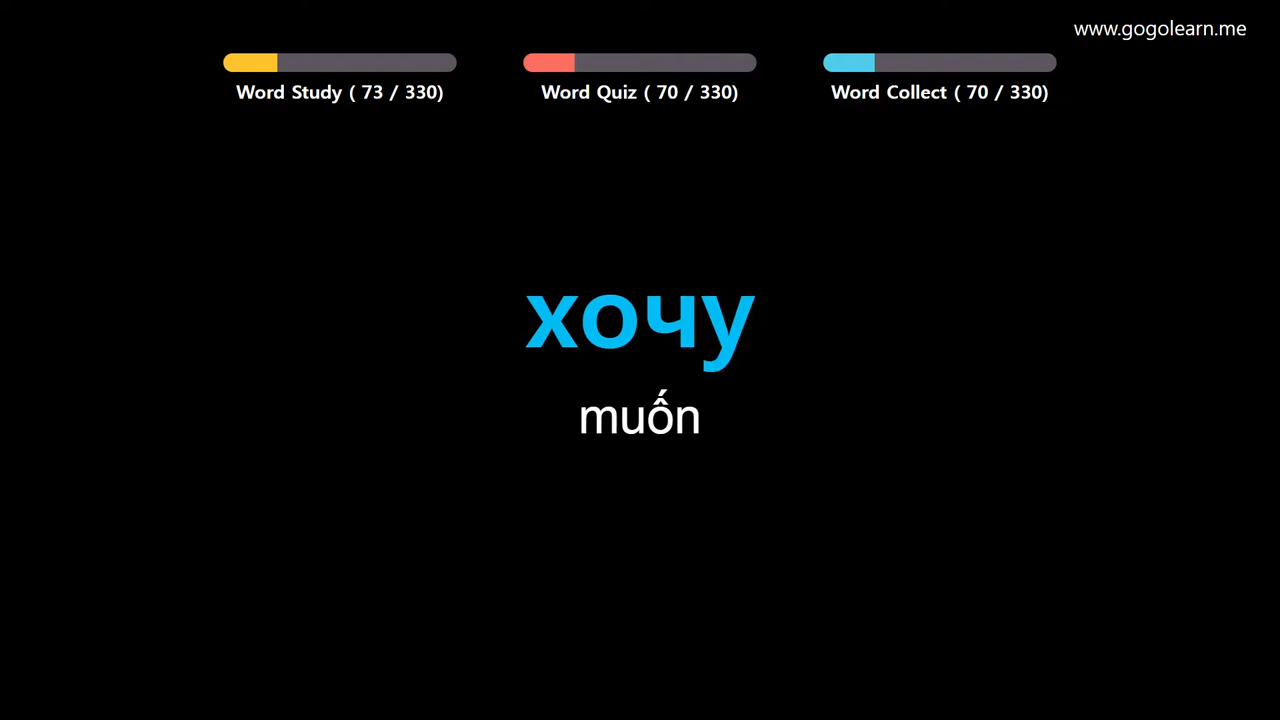 www.gogolearn.me
Word Study ( 73 / 330)
Word Quiz ( 70 / 330)
Word Collect ( 70 / 330)
хочу
muốn